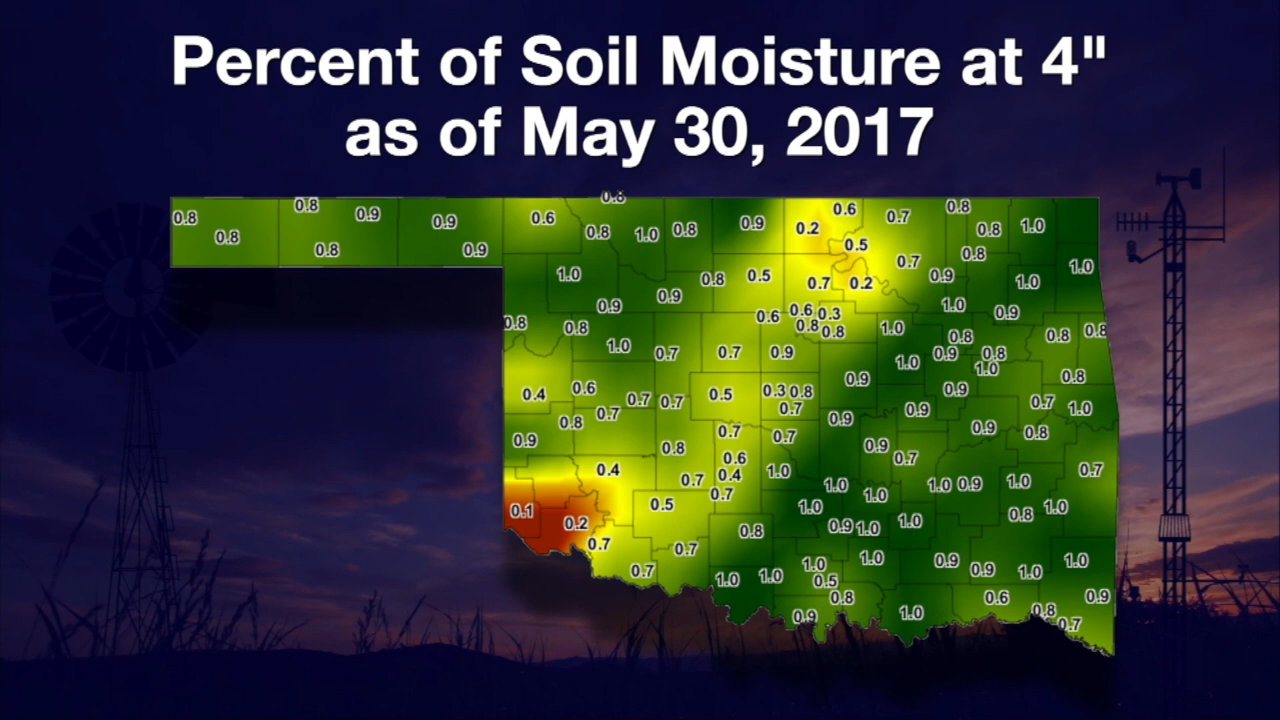 Percent of Soil Moisture at 4"
as of May 30, 2017
0.8
0.8 0.8 0.9 0.9 0.6 0.8 1.0 0.8 0.9 0.2 0.6 0.7 0.8 0.8 1.0
0.8 0.8 0.9 0.5 0.7 0.8 1.0
1.0 0.9 0.8 0.5 0.7 0.2 0.9 1.0
0.8 0.8 0.9 0.6 0.6 0.3 1.0 0.9
0.8 0.8 1.0 0.8 0.8
1.0 0.7 0.7 0.9 1.0 0.9 0.8
1.0 0.8
0.4 0.6 0.7 0.7 0.5 0.3 0.8 0.9 0.9
0.8 0.7 0.7 0.9 0.7 1.0
0.9 0.8 0.7 0.7 0.9 0.9 0.9 0.8
0.4 0.7 0.6 0.4 1.0 0.7 0.7
0.1 0.5 0.7 1.0 1.0 1.0 0.9 1.0
0.2 0.8 1.0 0.9 1.0 1.0 0.8 1.0
0.7 0.7
0.7 1.0 1.0 1.0 1.0 0.9 0.9 1.0 1.0
0.5 0.8 0.6 0.9
0.9 1.0 0.8 0.7